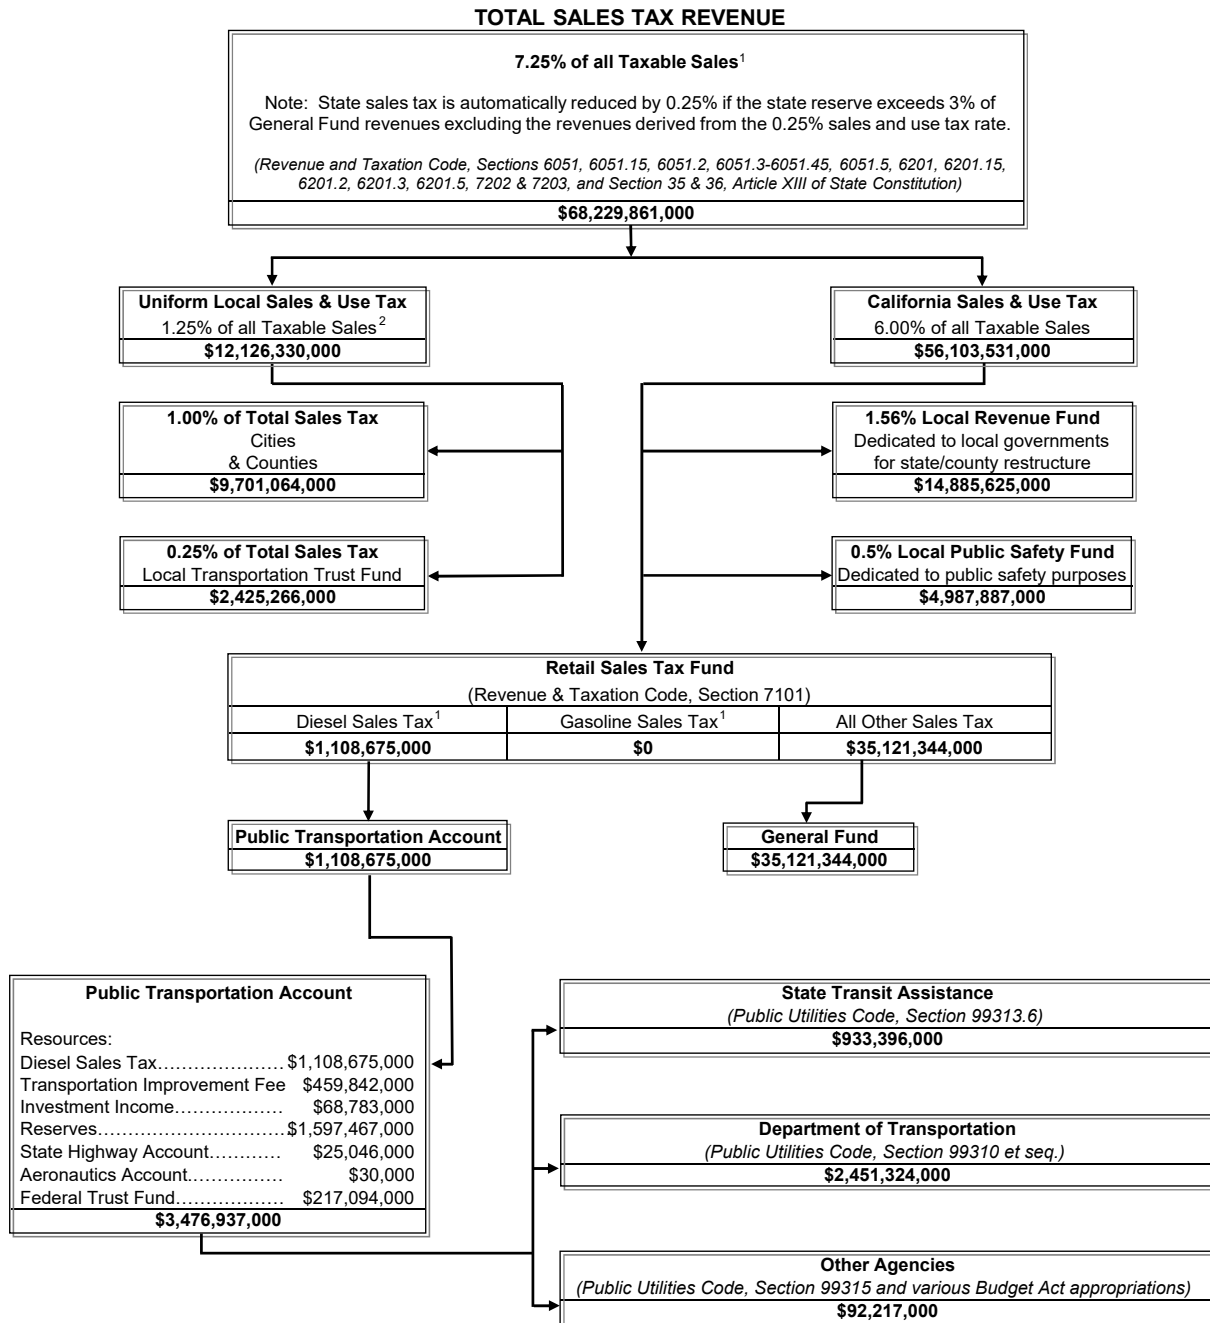 TOTAL SALES TAX REVENUE
7.25% of all Taxable Sales1
Note: State sales tax is automatically reduced by 0.25% if the state reserve exceeds 3% of
General Fund revenues excluding the revenues derived from the 0.25% sales and use tax rate.
(Revenue and Taxation Code, Sections 6051, 6051.15, 6051.2, 6051.3-6051.45, 6051.5, 6201, 6201.15,
6201.2, 6201.3, 6201.5, 7202 & 7203, and Section 35 & 36, Article XIII of State Constitution)
$68,229,861,000
Uniform Local Sales & Use Tax
1.25% of all Taxable Sales2
$12,126,330,000
California Sales & Use Tax
6.00% of all Taxable Sales
$56,103,531,000
1.00% of Total Sales Tax
Cities
& Counties
$9,701,064,000
1.56% Local Revenue Fund
Dedicated to local governments
for state/county restructure
$14,885,625,000
0.25% of Total Sales Tax
Local Transportation Trust Fund
$2,425,266,000
0.5% Local Public Safety Fund
Dedicated to public safety purposes
$4,987,887,000
Retail Sales Tax Fund
(Revenue & Taxation Code, Section 7101)
Diesel Sales Tax1 Gasoline Sales Tax1 All Other Sales Tax
$1,108,675,000 $0 $35,121,344,000
Public Transportation Account
$1,108,675,000
General Fund
$35,121,344,000
Public Transportation Account
Resources:
Diesel Sales Tax..................... $1,108,675,000
Transportation Improvement Fee $459,842,000
Investment Income.................. $68,783,000
Reserves............................... $1,597,467,000
State Highway Account............ $25,046,000
Aeronautics Account................ $30,000
Federal Trust Fund.................. $217,094,000
$3,476,937,000
State Transit Assistance
(Public Utilities Code, Section 99313.6)
$933,396,000
Department of Transportation
(Public Utilities Code, Section 99310 et seq.)
$2,451,324,000
Other Agencies
(Public Utilities Code, Section 99315 and various Budget Act appropriations)
$92,217,000